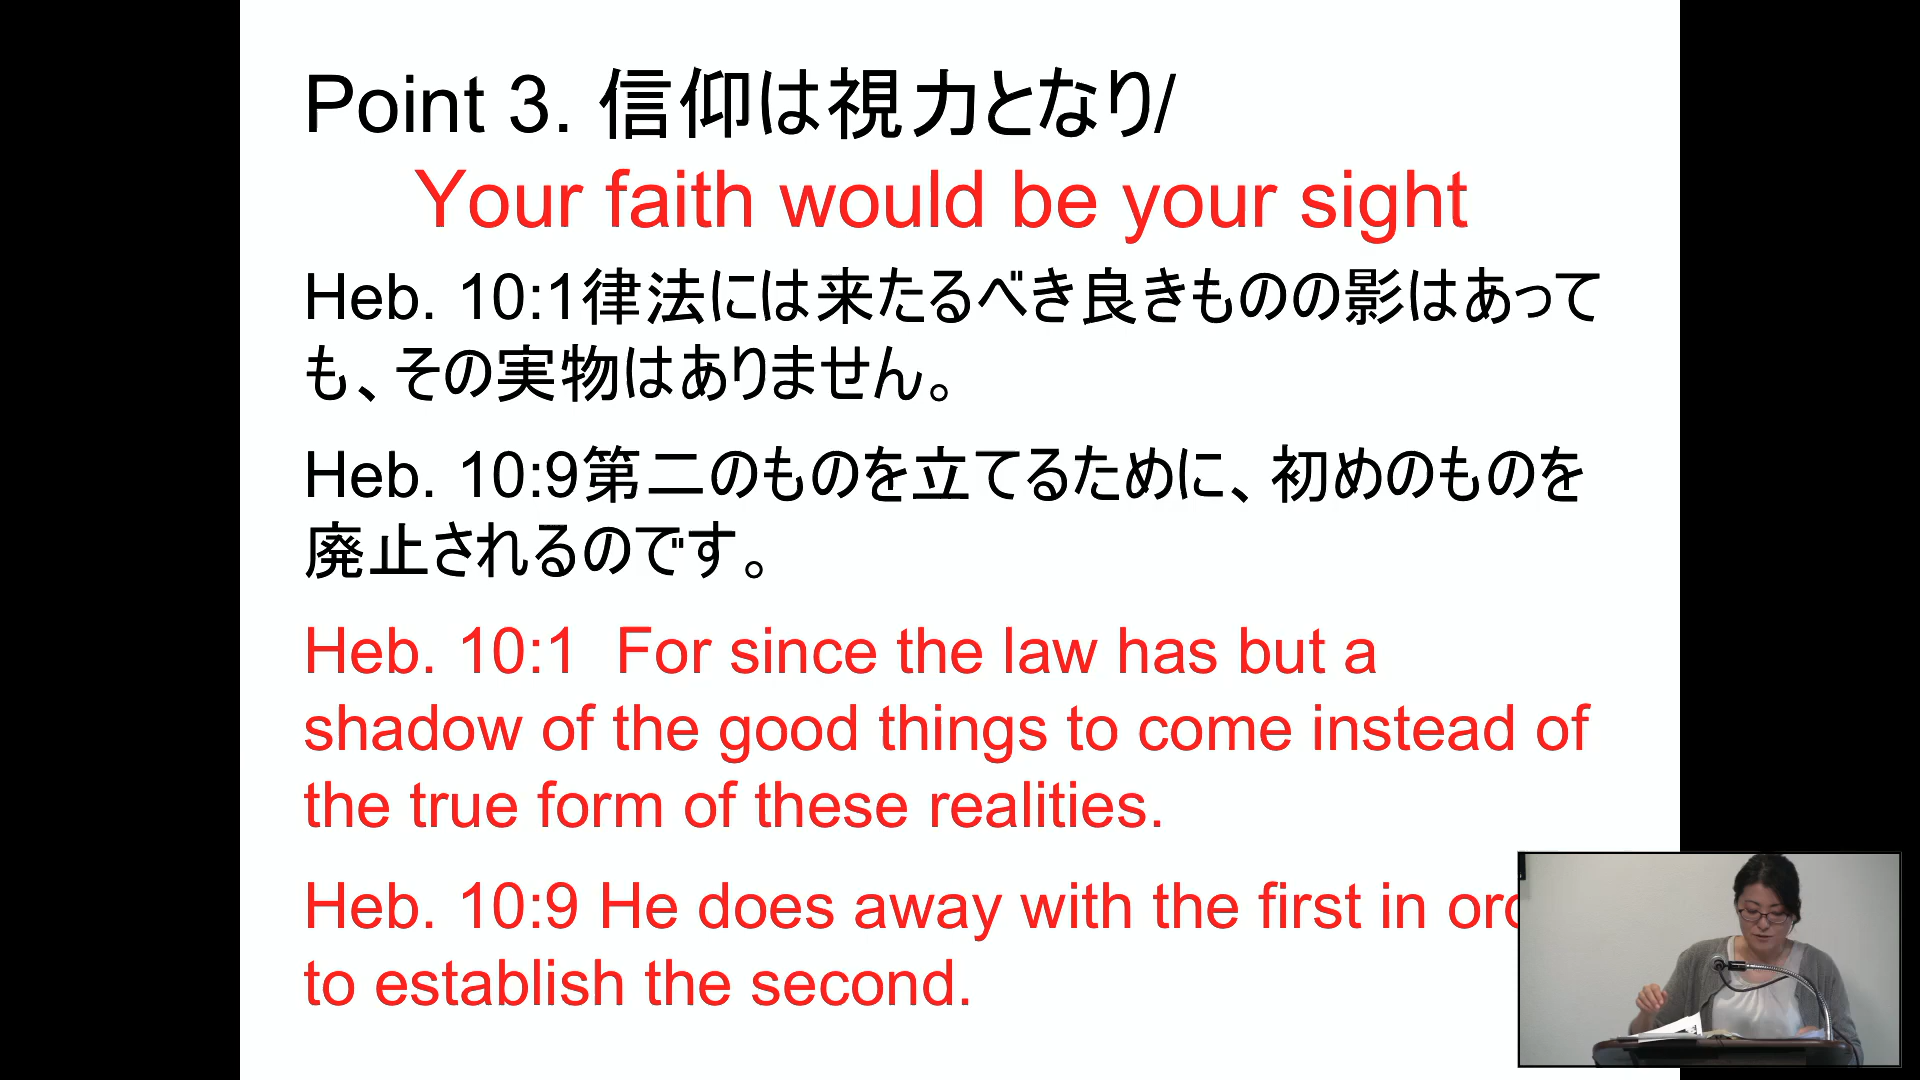 Point 3. 信仰は視力となり/
Your faith would be your sight
Heb. 10:1律法には来たるべき良きものの影はあって
も、その実物はありません。
Heb. 10:9第二のものを立てるために、初めのものを
廃止されるのです。
Heb. 10:1 For since the law has but a
shadow of the good things to come instead of
the true form of these realities.
Heb. 10:9 He does away with the first in
to establish the second.